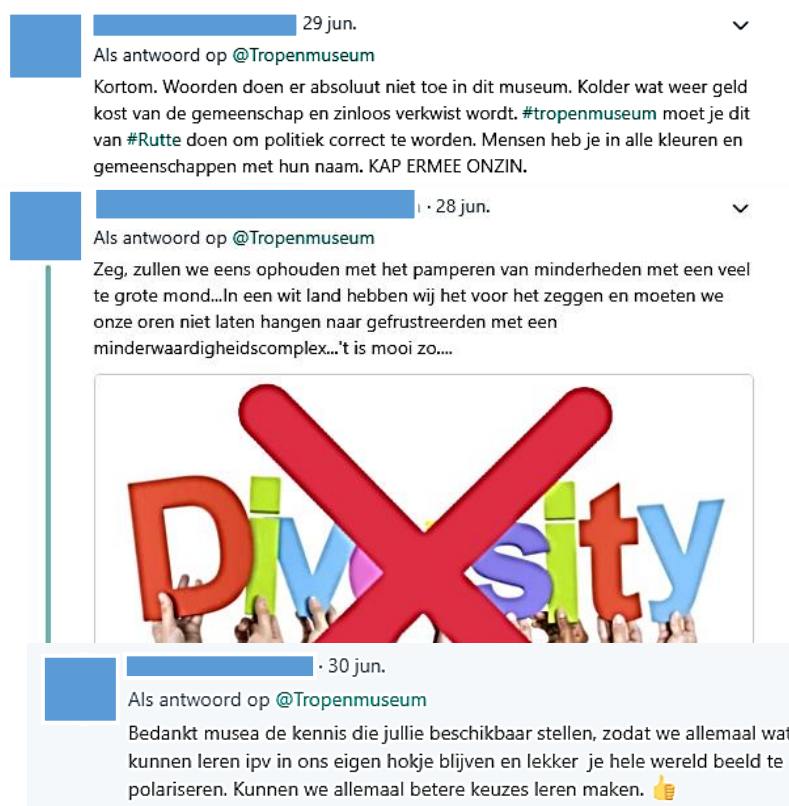 29 jun.
Als antwoord op @Tropenmuseum
Kortom. Woorden doen er absoluut niet toe in dit museum. Kolder wat weer geld
kost van de gemeenschap en zinloos verkwist wordt. #tropenmuseum moet je dit
van #Rutte doen om politiek correct te worden. Mensen heb je in alle kleuren en
gemeenschappen met hun naam. KAP ERMEE ONZIN.
· 28 jun.
Als antwoord op @Tropenmuseum
Zeg, zullen we eens ophouden met het pamperen van minderheden met een veel
te grote mond...In een wit land hebben wij het voor het zeggen en moeten we
onze oren niet laten hangen naar gefrustreerden met een
minderwaardigheidscomplex...'t is mooi zo....
Diversity
· 30 jun.
Als antwoord op @Tropenmuseum
Bedankt musea de kennis die jullie beschikbaar stellen, zodat we allemaal wat
kunnen leren ipv in ons eigen hokje blijven en lekker je hele wereld beeld te
polariseren. Kunnen we allemaal betere keuzes leren maken. 👍